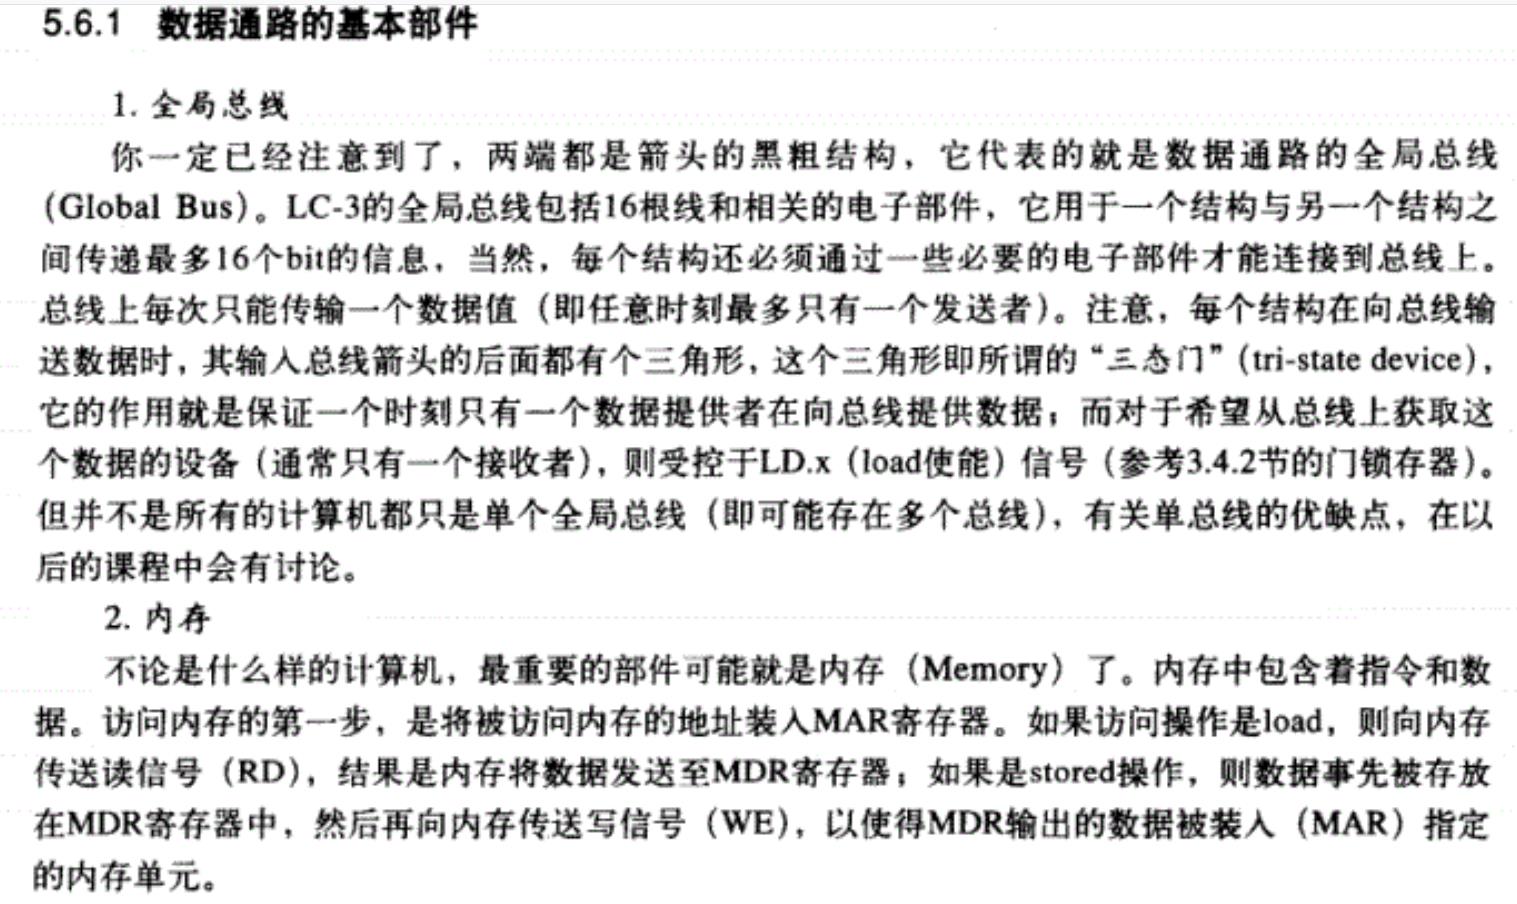 5.6.1 数据通路的基本部件
1. 全局总线
你一定已经注意到了，两端都是箭头的黑粗结构，它代表的就是数据通路的全局总线
（Global Bus）。LC-3的全局总线包括16根线和相关的电子部件，它用于一个结构与另一个结构之
间传递最多16个bit的信息，当然，每个结构还必须通过一些必要的电子部件才能连接到总线上。
总线上每次只能传输一个数据值（即任意时刻最多只有一个发送者）。注意，每个结构在向总线输
送数据时，其输入总线箭头的后面都有个三角形，这个三角形即所谓的“三态门”（tri-state device），
它的作用就是保证一个时刻只有一个数据提供者在向总线提供数据；而对于希望从总线上获取这
个数据的设备（通常只有一个接收者），则受控于LD.x（load使能）信号（参考3.4.2节的门锁存器）。
但并不是所有的计算机都只是单个全局总线（即可能存在多个总线），有关单总线的优缺点，在以
后的课程中会有讨论。
2. 内存
不论是什么样的计算机，最重要的部件可能就是内存（Memory）了。内存中包含着指令和数
据。访问内存的第一步，是将被访问内存的地址装入MAR寄存器。如果访问操作是load，则向内存
传送读信号（RD），结果是内存将数据发送至MDR寄存器；如果是stored操作，则数据事先被存放
在MDR寄存器中，然后再向内存传送写信号（WE），以使得MDR输出的数据被装入（MAR）指定
的内存单元。